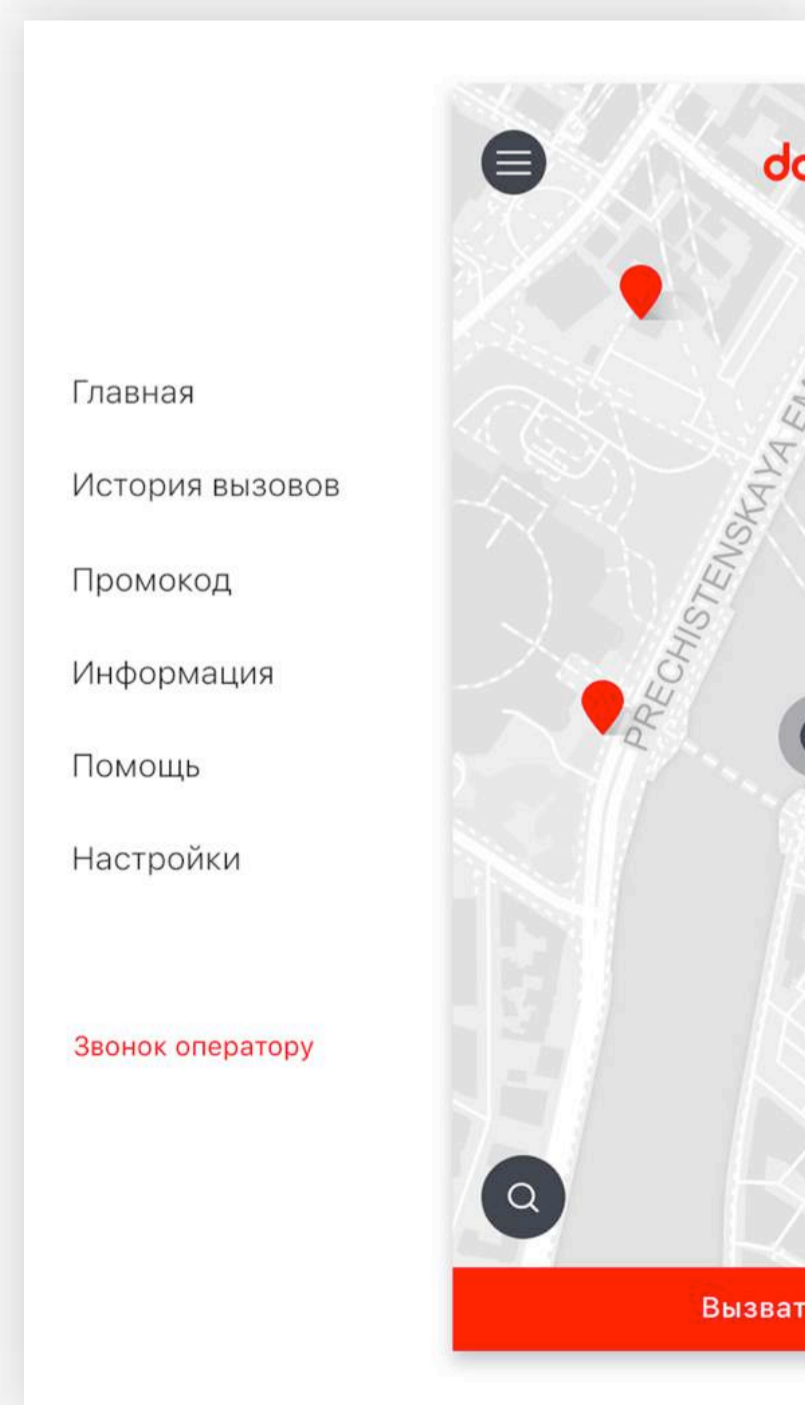 Главная
История вызовов
Промокод
Информация
Помощь
Настройки
Звонок оператору
PRECHISTENSKAYA